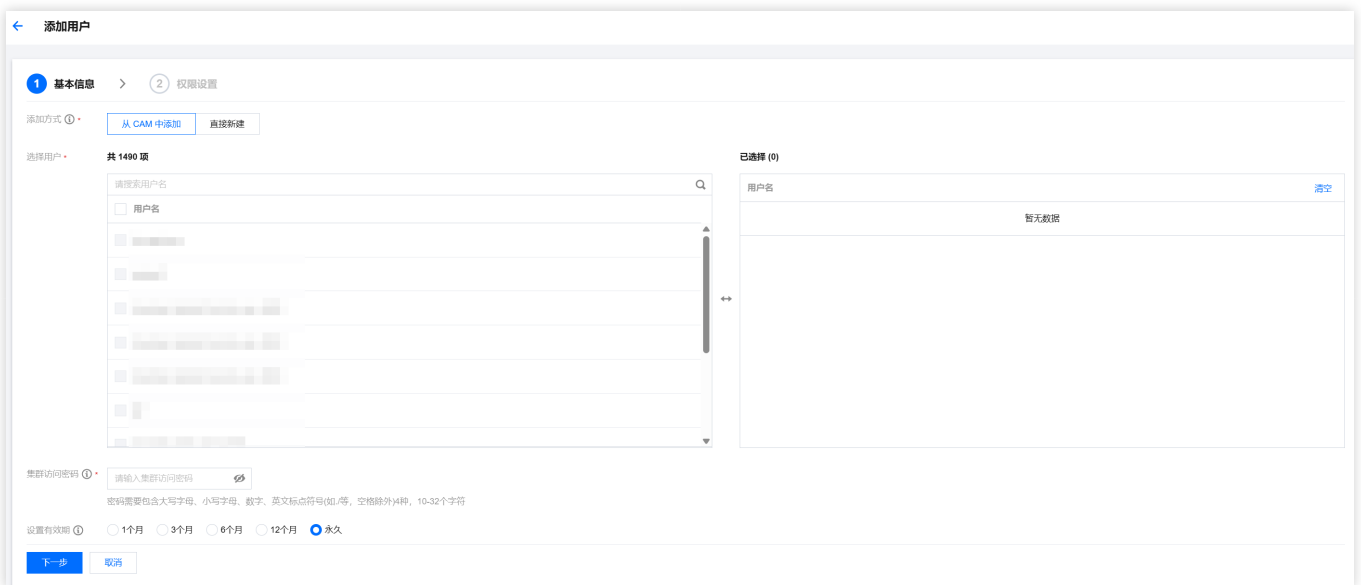 添加用户
1 基本信息 2 权限设置
添加方式 * 从 CAM 中添加 直接新建
选择用户 * 共 1490 项 已选择 (0)
请搜索用户名 用户名 清空
用户名 暂无数据
集群访问密码 * 请输入集群访问密码
密码需要包含大写字母、小写字母、数字、英文标点符号(如./等，空格除外)4种，10-32个字符
设置有效期 1个月 3个月 6个月 12个月 永久
下一步 取消